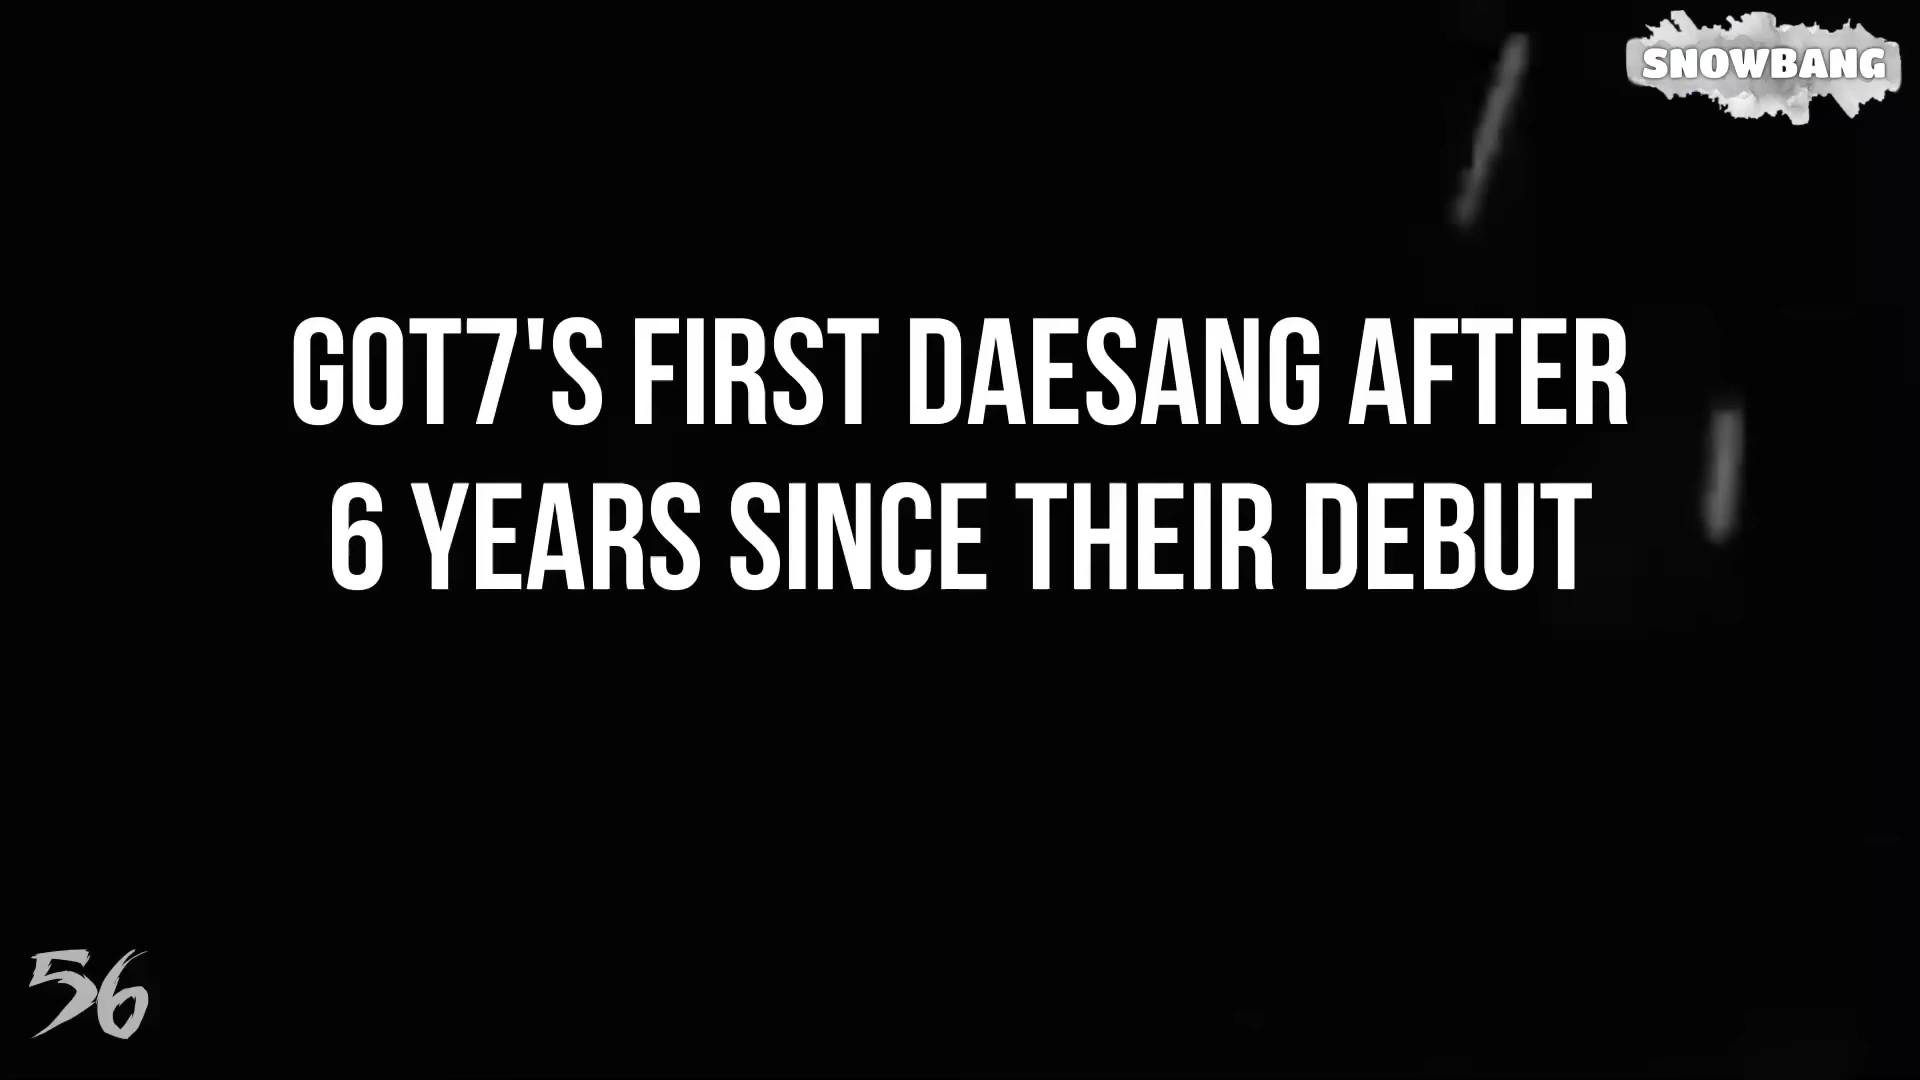 SNOWBANG
GOT7'S FIRST DAESANG AFTER
6 YEARS SINCE THEIR DEBUT
56